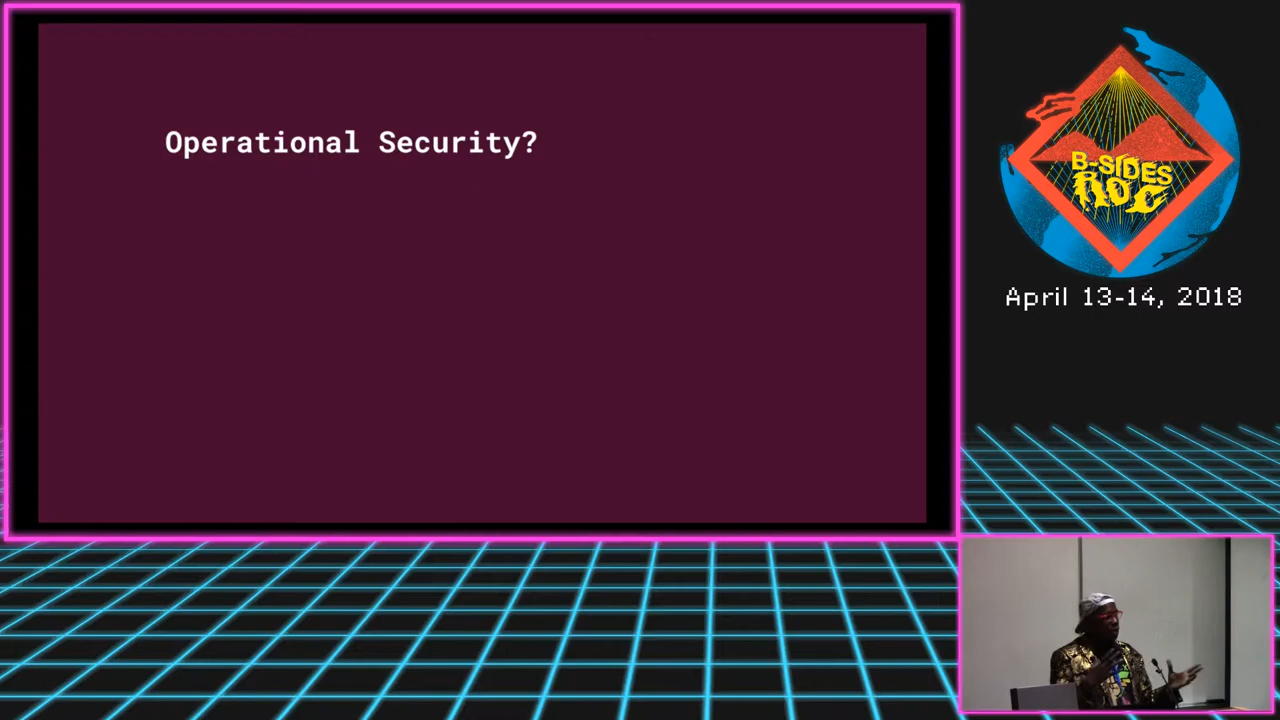 Operational Security?
B-SIDES
ROC
April 13-14, 2018